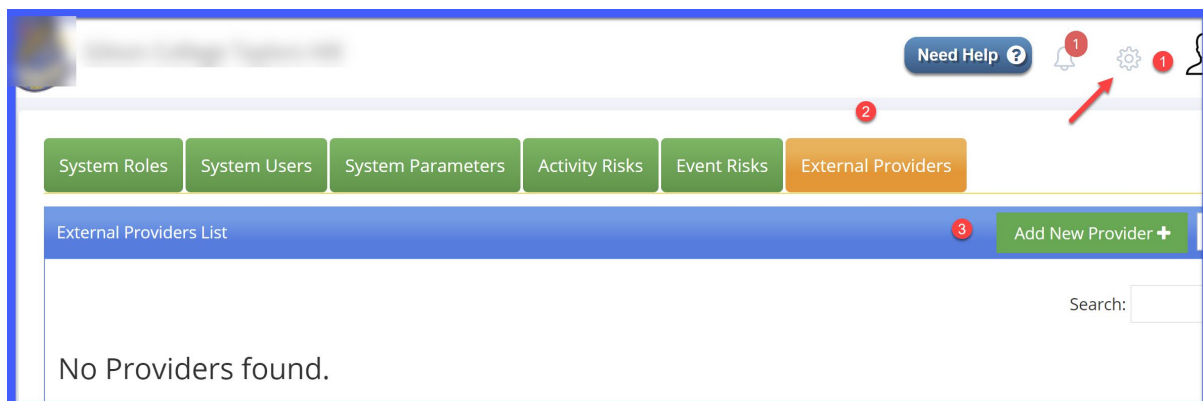 Need Help ?
1
1
2
System Roles
System Users
System Parameters
Activity Risks
Event Risks
External Providers
External Providers List
3
Add New Provider +
Search:
No Providers found.